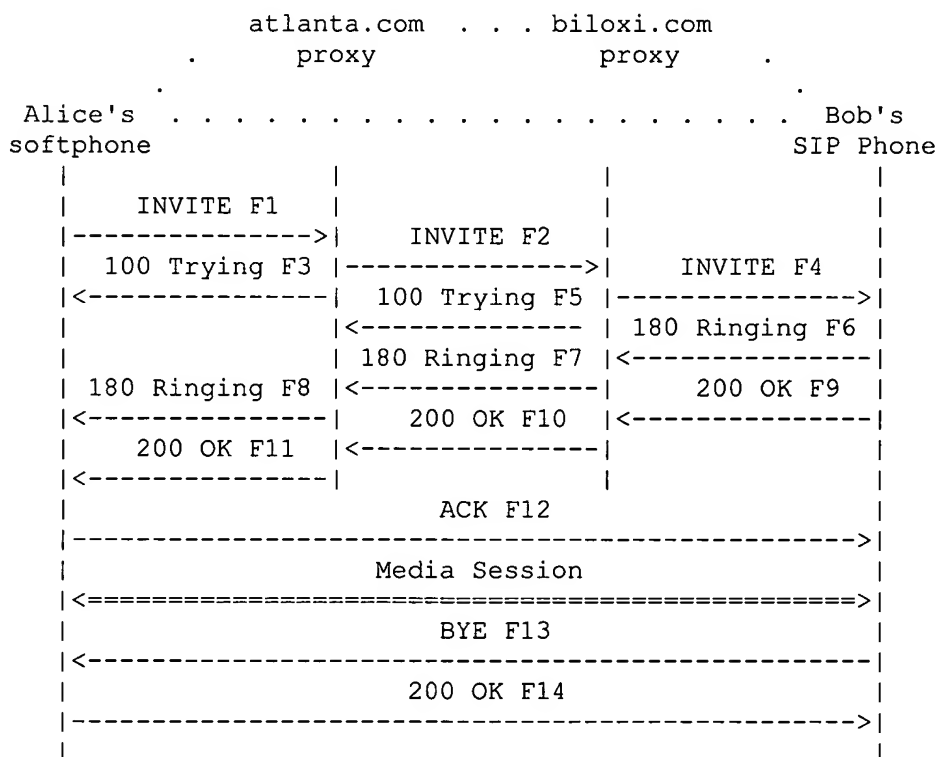 atlanta.com . . . biloxi.com
. proxy proxy .
. .
Alice's . . . . . . . . . . . . . . . . . . . . Bob's
softphone SIP Phone
| | | |
| INVITE F1 | | |
|--------------->| INVITE F2 | |
| 100 Trying F3 |--------------->| INVITE F4 |
|<---------------| 100 Trying F5 |--------------->|
| |<-------------- | 180 Ringing F6 |
| | 180 Ringing F7 |<---------------|
| 180 Ringing F8 |<---------------| 200 OK F9 |
|<---------------| 200 OK F10 |<---------------|
| 200 OK F11 |<---------------| |
|<---------------| | |
| ACK F12 |
|------------------------------------------------->|
| Media Session |
|<================================================>|
| BYE F13 |
|<-------------------------------------------------|
| 200 OK F14 |
|------------------------------------------------->|
| |